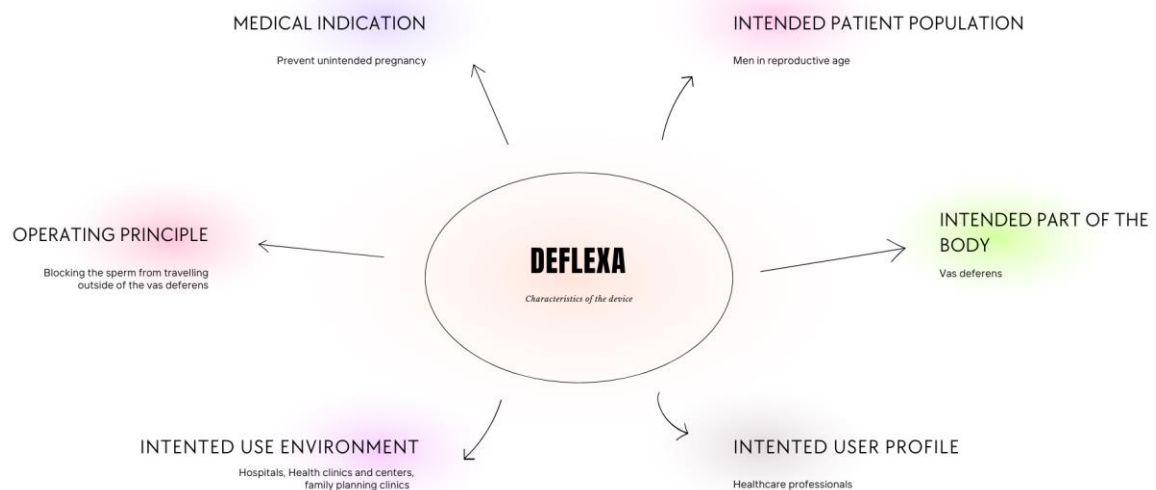 MEDICAL INDICATION
Prevent unintended pregnancy
INTENDED PATIENT POPULATION
Men in reproductive age
OPERATING PRINCIPLE
Blocking the sperm from travelling
outside of the vas deferens
DEFLEXA
Characteristics of the device
INTENDED PART OF THE
BODY
Vas deferens
INTENTED USE ENVIRONMENT
Hospitals, Health clinics and centers,
family planning clinics
INTENTED USER PROFILE
Healthcare professionals